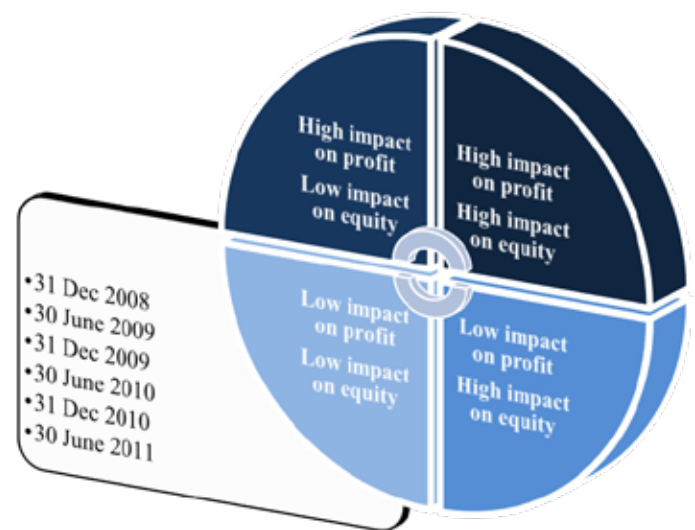 High impact
on profit
Low impact
on equity
High impact
on profit
High impact
on equity
Low impact
on profit
Low impact
on equity
Low impact
on profit
High impact
on equity
•31 Dec 2008
•30 June 2009
•31 Dec 2009
•30 June 2010
•31 Dec 2010
•30 June 2011